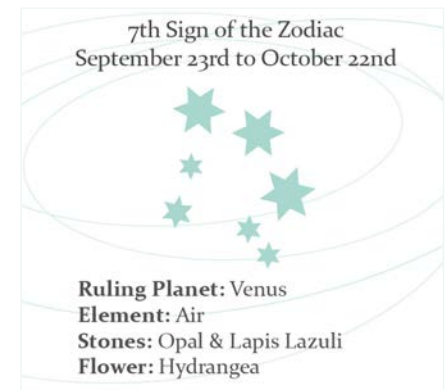 7th Sign of the Zodiac
September 23rd to October 22nd
Ruling Planet: Venus
Element: Air
Stones: Opal & Lapis Lazuli
Flower: Hydrangea